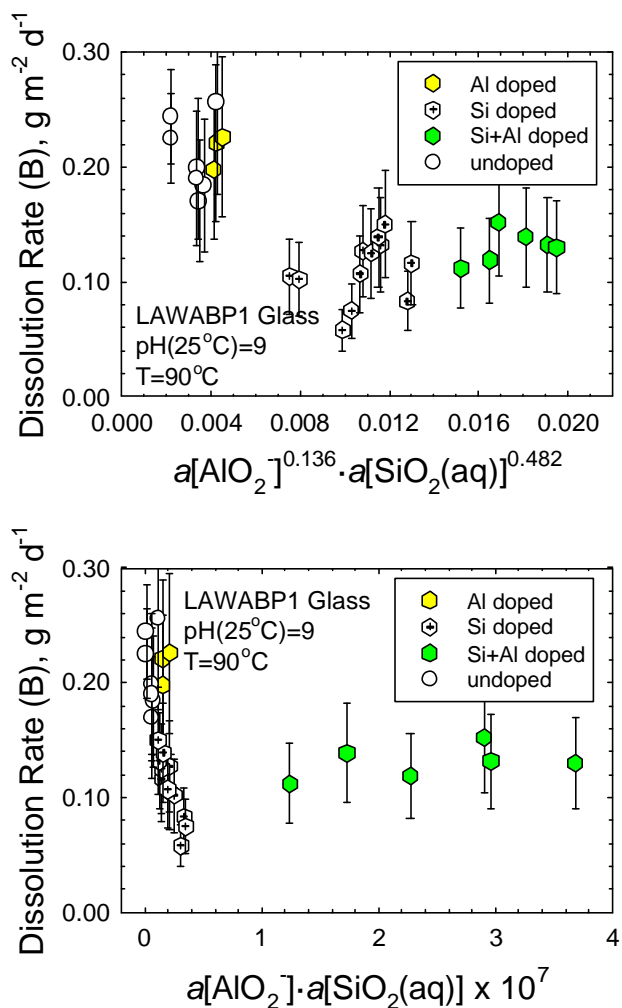 0.30
0.20
0.10
0.00
Dissolution Rate (B), g m⁻² d⁻¹
Al doped
Si doped
Si+Al doped
undoped
LAWABP1 Glass
pH(25°C)=9
T=90°C
0.000 0.004 0.008 0.012 0.016 0.020
a[AlO₂⁻]^0.136·a[SiO₂(aq)]^0.482
0.30
0.20
0.10
0.00
Dissolution Rate (B), g m⁻² d⁻¹
LAWABP1 Glass
pH(25°C)=9
T=90°C
Al doped
Si doped
Si+Al doped
undoped
0 1 2 3 4
a[AlO₂⁻]·a[SiO₂(aq)] x 10⁷